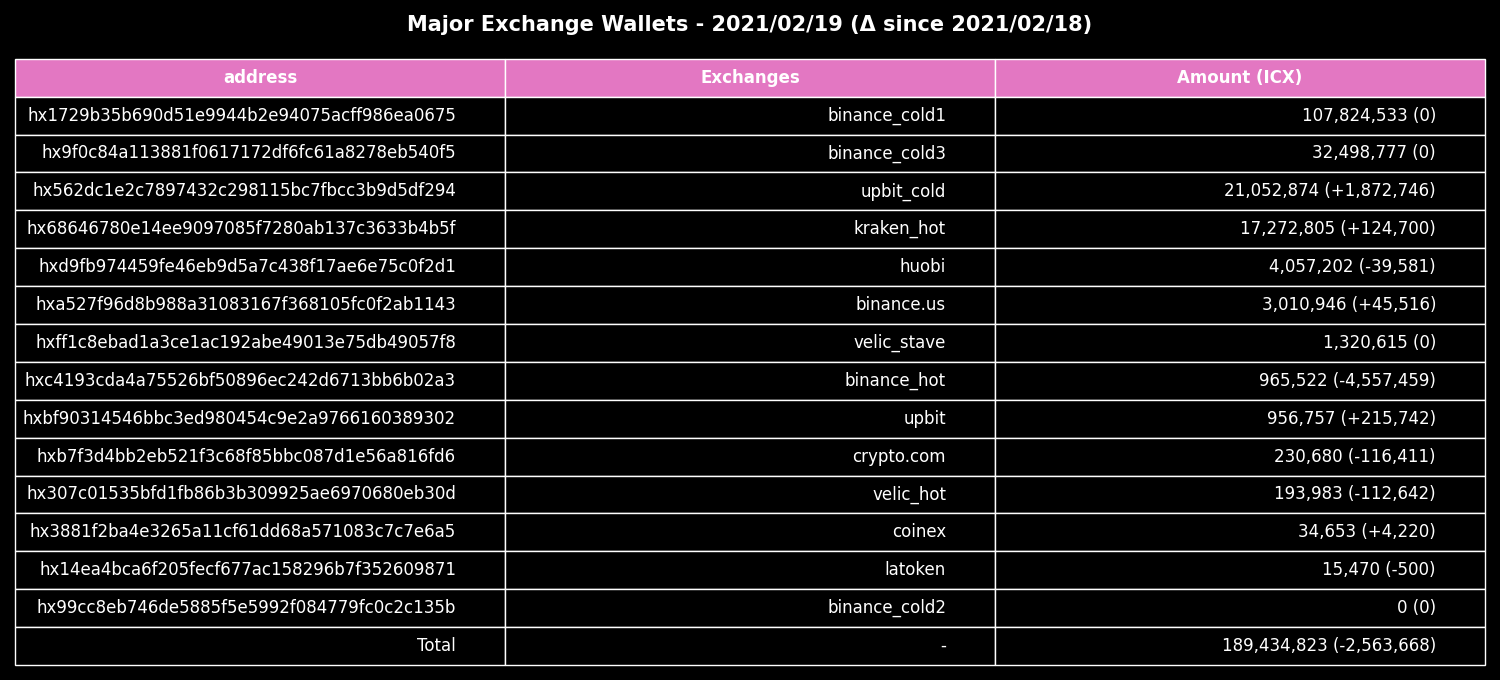 Major Exchange Wallets - 2021/02/19 (Δ since 2021/02/18)
address Exchanges Amount (ICX)
hx1729b35b690d51e9944b2e94075acff986ea0675 binance_cold1 107,824,533 (0)
hx9f0c84a113881f0617172df6fc61a8278eb540f5 binance_cold3 32,498,777 (0)
hx562dc1e2c7897432c298115bc7fbcc3b9d5df294 upbit_cold 21,052,874 (+1,872,746)
hx68646780e14ee9097085f7280ab137c3633b4b5f kraken_hot 17,272,805 (+124,700)
hxd9fb974459fe46eb9d5a7c438f17ae6e75c0f2d1 huobi 4,057,202 (-39,581)
hxa527f96d8b988a31083167f368105fc0f2ab1143 binance.us 3,010,946 (+45,516)
hxff1c8ebad1a3ce1ac192abe49013e75db49057f8 velic_stave 1,320,615 (0)
hxc4193cda4a75526bf50896ec242d6713bb6b02a3 binance_hot 965,522 (-4,557,459)
hxbf90314546bbc3ed980454c9e2a9766160389302 upbit 956,757 (+215,742)
hxb7f3d4bb2eb521f3c68f85bbc087d1e56a816fd6 crypto.com 230,680 (-116,411)
hx307c01535bfd1fb86b3b309925ae6970680eb30d velic_hot 193,983 (-112,642)
hx3881f2ba4e3265a11cf61dd68a571083c7c7e6a5 coinex 34,653 (+4,220)
hx14ea4bca6f205fecf677ac158296b7f352609871 latoken 15,470 (-500)
hx99cc8eb746de5885f5e5992f084779fc0c2c135b binance_cold2 0 (0)
Total - 189,434,823 (-2,563,668)